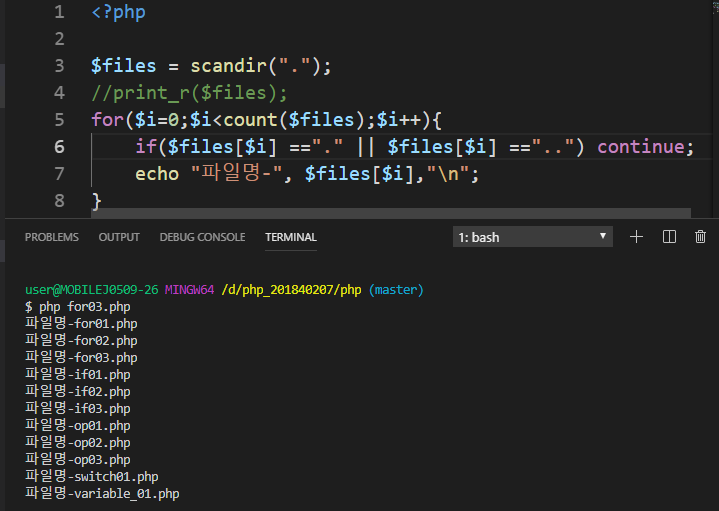 1 <?php
2
3 $files = scandir(".");
4 //print_r($files);
5 for($i=0;$i<count($files);$i++){
6 if($files[$i] =="." || $files[$i] =="..") continue;
7 echo "파일명-", $files[$i],"\n";
8 }
PROBLEMS OUTPUT DEBUG CONSOLE TERMINAL 1: bash
user@MOBILEJ0509-26 MINGW64 /d/php_201840207/php (master)
$ php for03.php
파일명-for01.php
파일명-for02.php
파일명-for03.php
파일명-if01.php
파일명-if02.php
파일명-if03.php
파일명-op01.php
파일명-op02.php
파일명-op03.php
파일명-switch01.php
파일명-variable_01.php